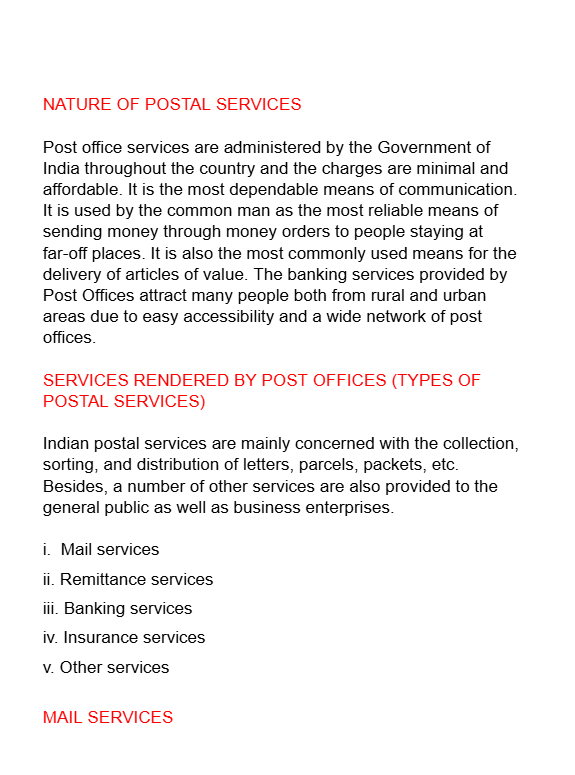 NATURE OF POSTAL SERVICES
Post office services are administered by the Government of
India throughout the country and the charges are minimal and
affordable. It is the most dependable means of communication.
It is used by the common man as the most reliable means of
sending money through money orders to people staying at
far-off places. It is also the most commonly used means for the
delivery of articles of value. The banking services provided by
Post Offices attract many people both from rural and urban
areas due to easy accessibility and a wide network of post
offices.
SERVICES RENDERED BY POST OFFICES (TYPES OF
POSTAL SERVICES)
Indian postal services are mainly concerned with the collection,
sorting, and distribution of letters, parcels, packets, etc.
Besides, a number of other services are also provided to the
general public as well as business enterprises.
i. Mail services
ii. Remittance services
iii. Banking services
iv. Insurance services
v. Other services
MAIL SERVICES